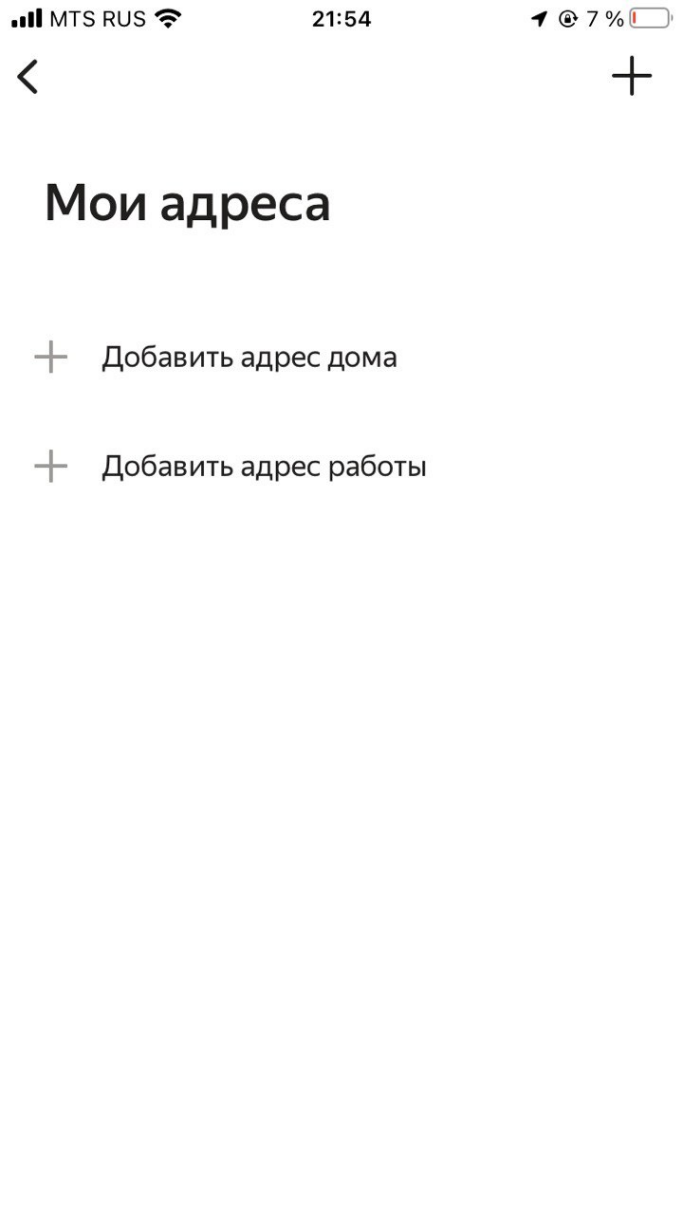 MTS RUS 21:54 7 %
Мои адреса
Добавить адрес дома
Добавить адрес работы